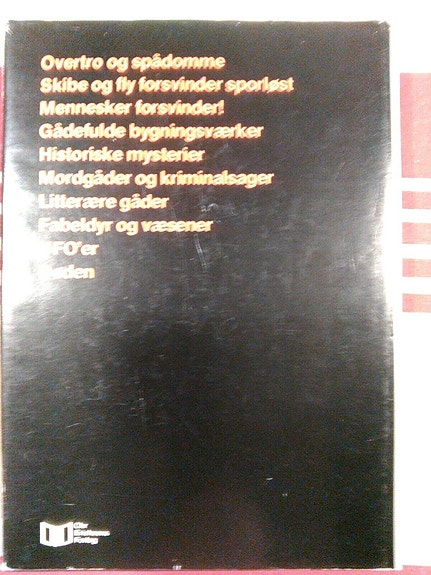 Overtro og spådomme
Skibe og fly forsvinder sporløst
Mennesker forsvinder!
Gådefulde bygningsværker
Historiske mysterier
Mordgåder og kriminalsager
Litterære gåder
Fabeldyr og væsener
UFO'er